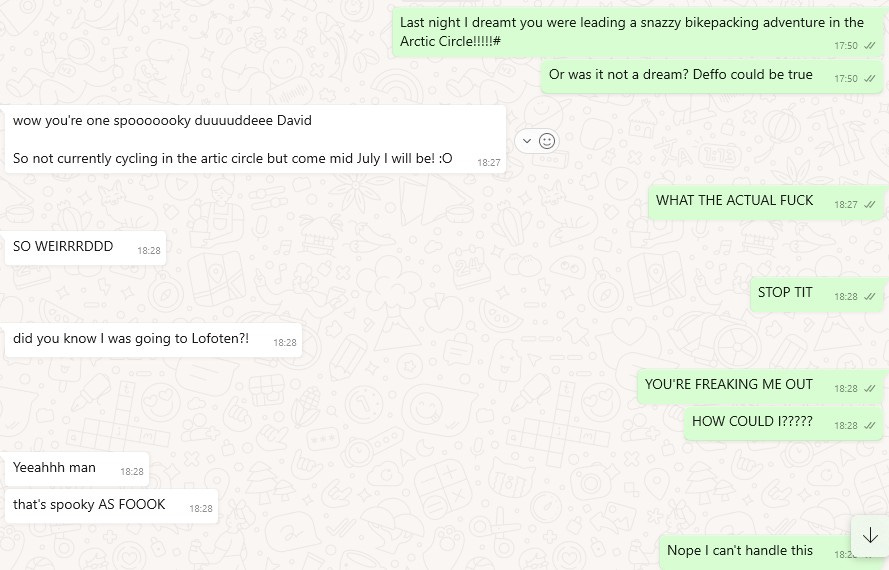 Last night I dreamt you were leading a snazzy bikepacking adventure in the
Arctic Circle!!!!!#
17:50
Or was it not a dream? Deffo could be true
17:50
wow you're one spooooooky duuuuddeee David
So not currently cycling in the artic circle but come mid July I will be! :O
18:27
WHAT THE ACTUAL FUCK
18:27
SO WEIRRRDDD
18:28
STOP TIT
18:28
did you know I was going to Lofoten?!
18:28
YOU'RE FREAKING ME OUT
18:28
HOW COULD I?????
18:28
Yeeahhh man
18:28
that's spooky AS FOOOK
18:28
Nope I can't handle this